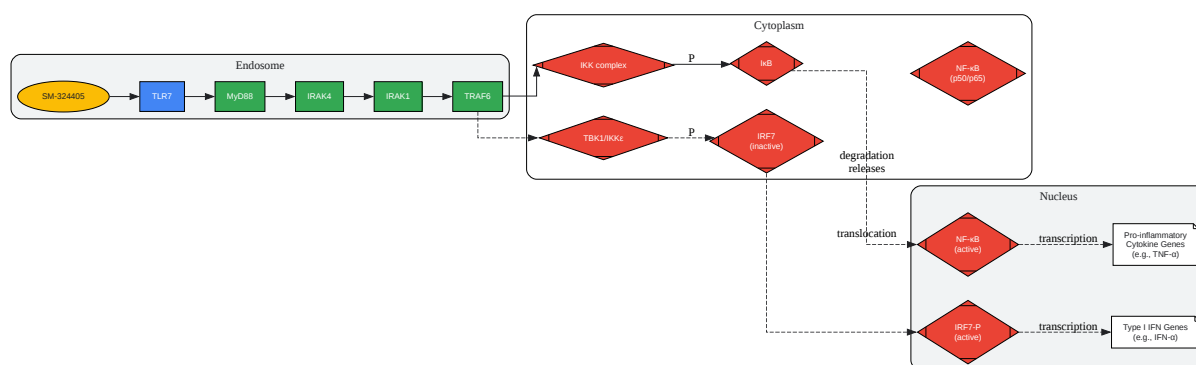 Cytoplasm
Endosome
SM-324405
TLR7
MyD88
IRAK4
IRAK1
TRAF6
IKK complex
P
IκB
NF-κB
(p50/p65)
TBK1/IKKε
P
IRF7
(inactive)
degradation
releases
Nucleus
translocation
NF-κB
(active)
transcription
Pro-inflammatory
Cytokine Genes
(e.g., TNF-α)
IRF7-P
(active)
transcription
Type I IFN Genes
(e.g., IFN-α)